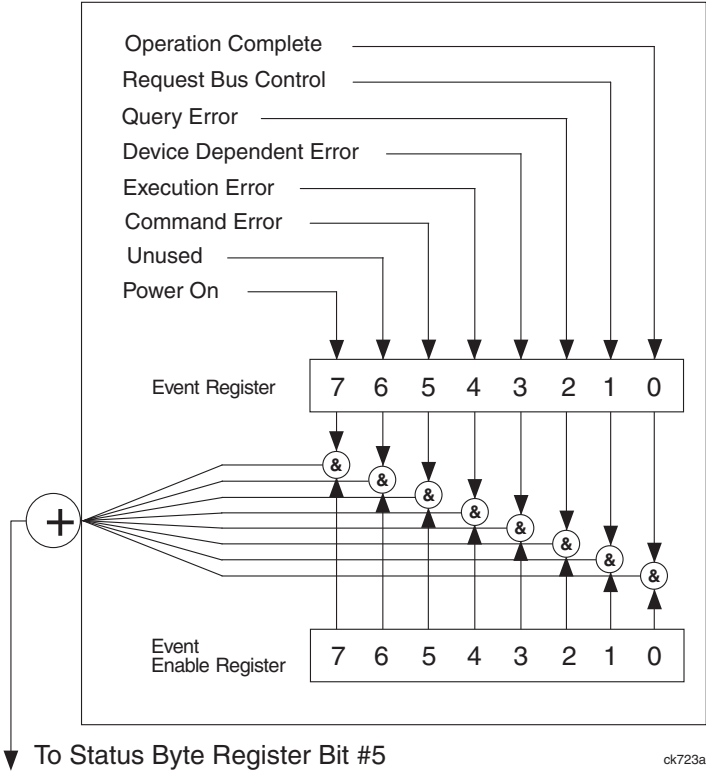 Operation Complete
Request Bus Control
Query Error
Device Dependent Error
Execution Error
Command Error
Unused
Power On
Event Register 7 6 5 4 3 2 1 0
&
&
&
&
&
&
&
&
+
Event
Enable Register 7 6 5 4 3 2 1 0
To Status Byte Register Bit #5
ck723a